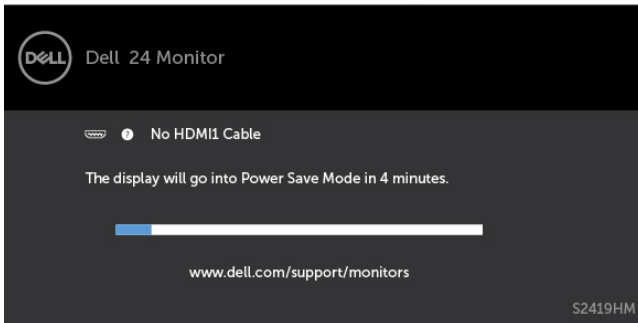 DELL
Dell 24 Monitor
? No HDMI1 Cable
The display will go into Power Save Mode in 4 minutes.
www.dell.com/support/monitors
S2419HM